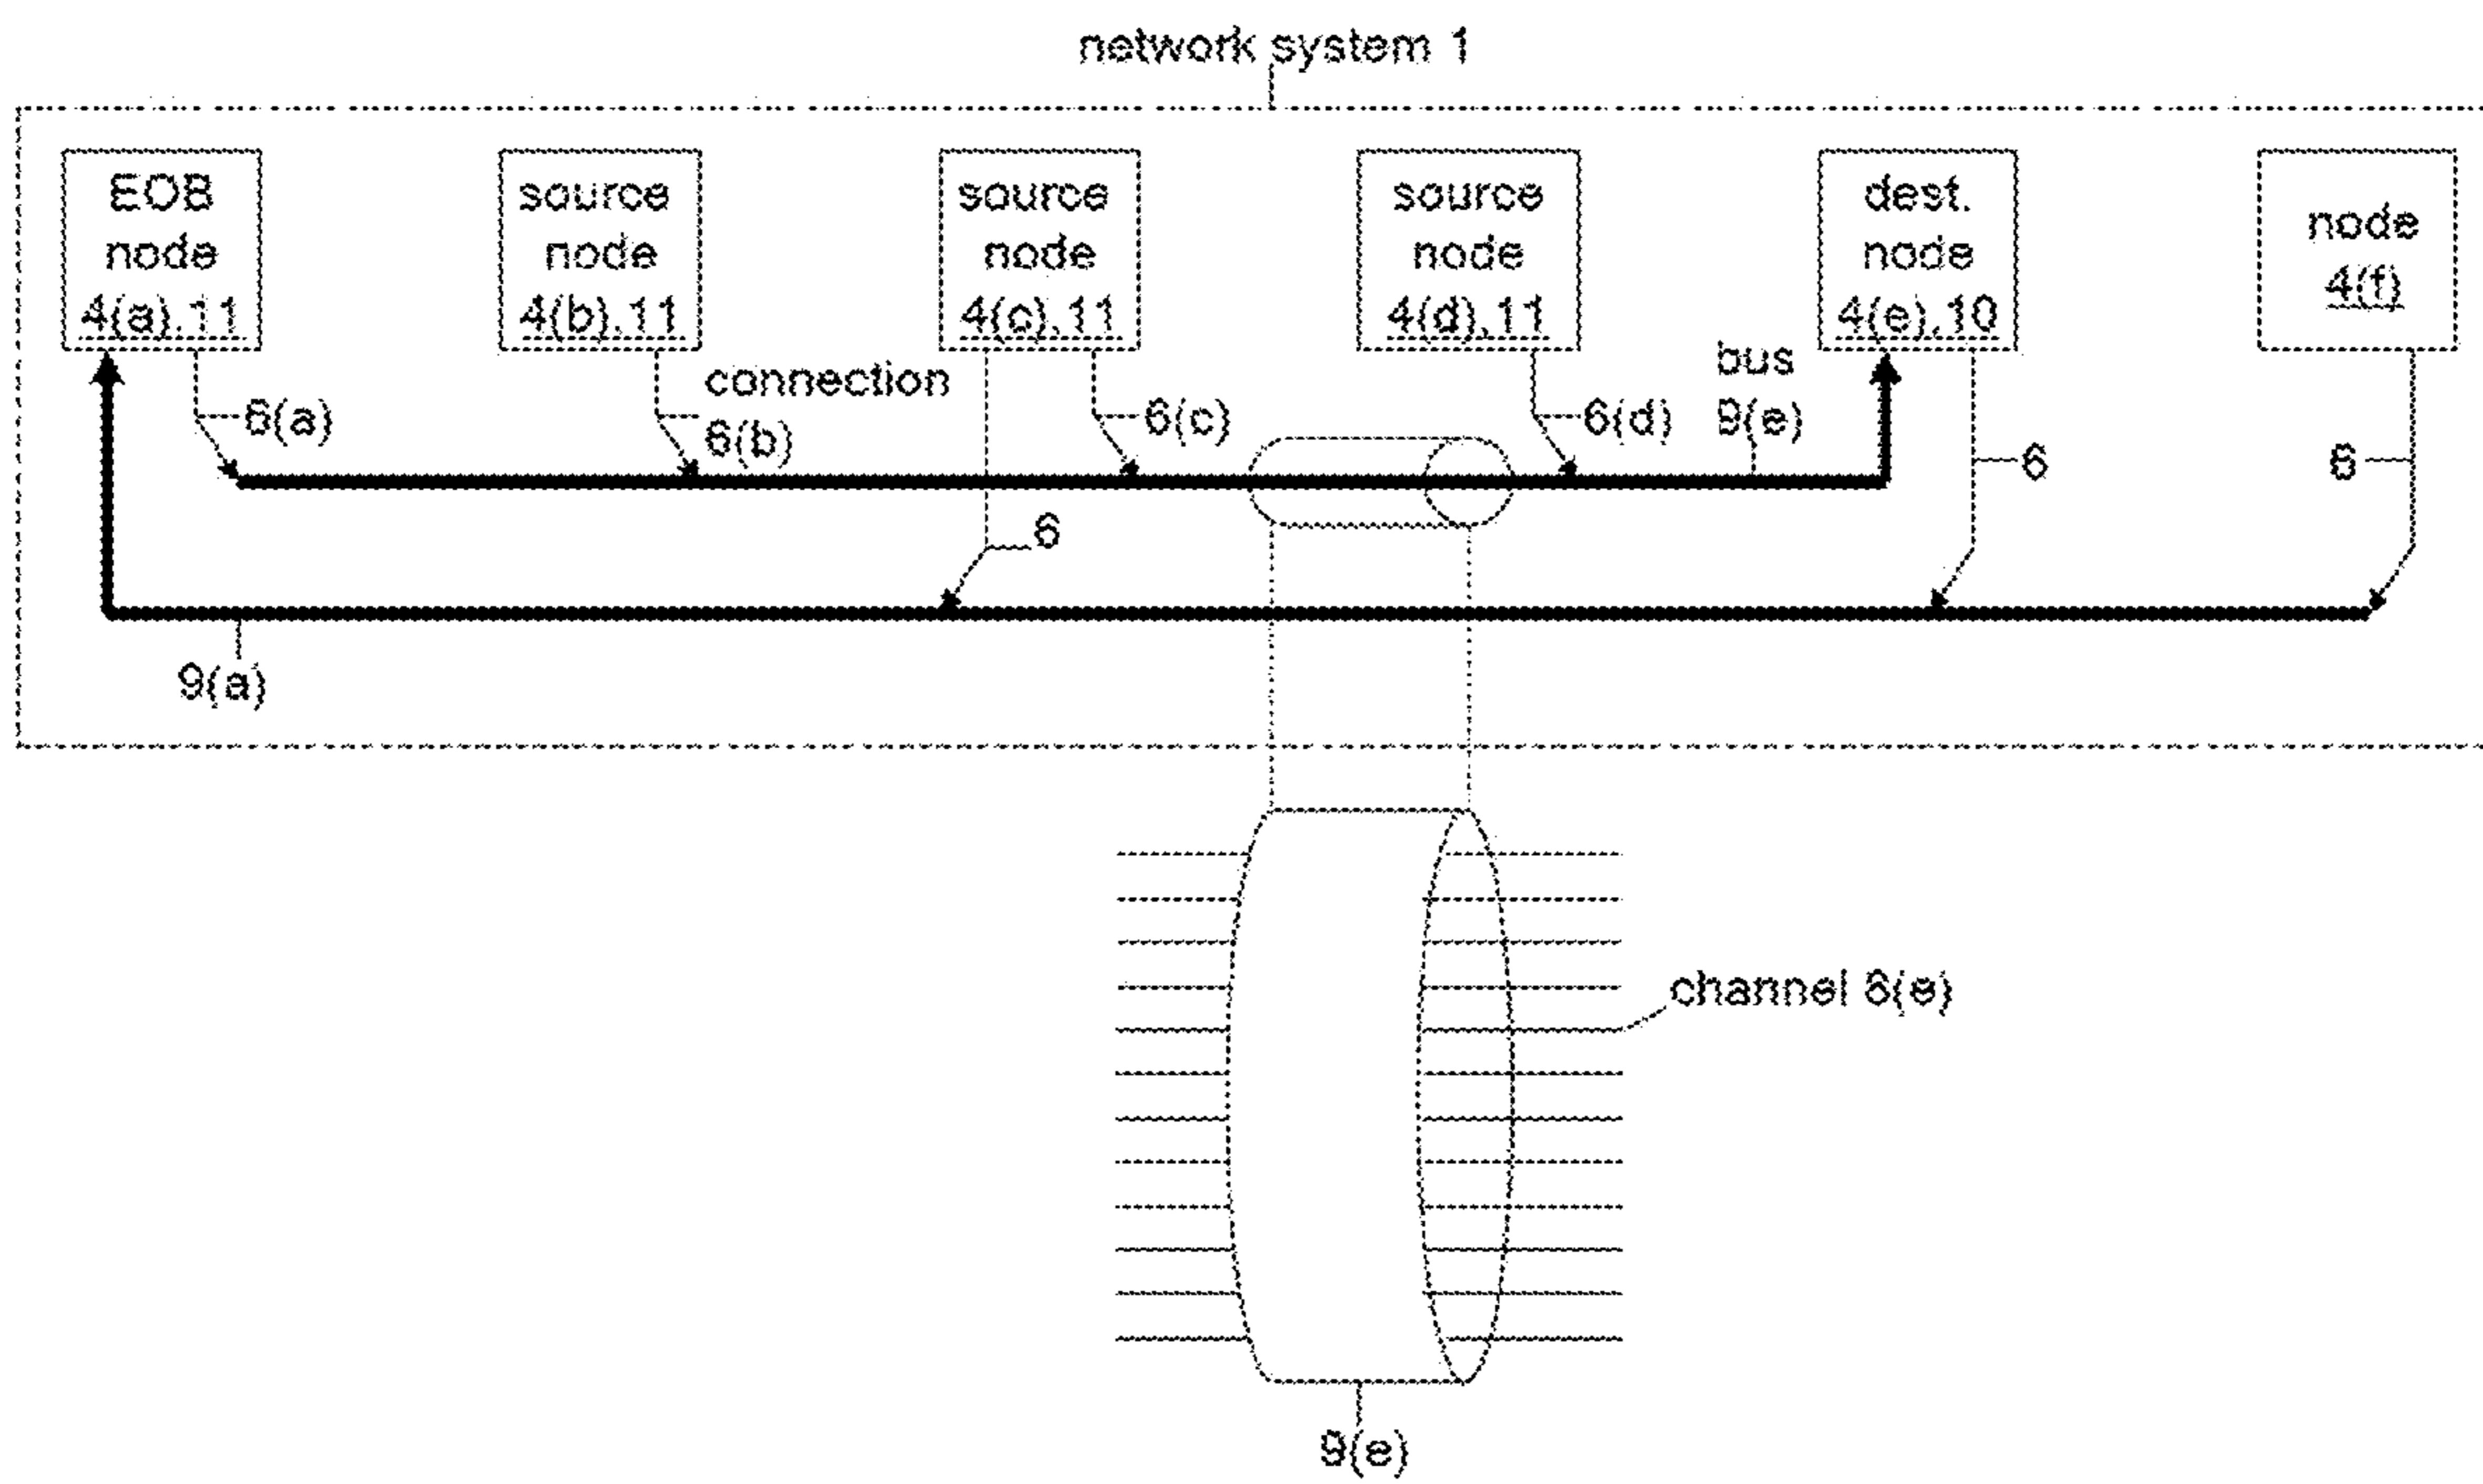 network system 1
EOB
node
4(a),11
source
node
4(b),11
source
node
4(c),11
source
node
4(d),11
dest.
node
4(e),10
node
4(f)
6(a)
connection
6(b)
6(c)
6(d)
bus
9(e)
6
6
6
9(a)
channel 8(e)
9(e)